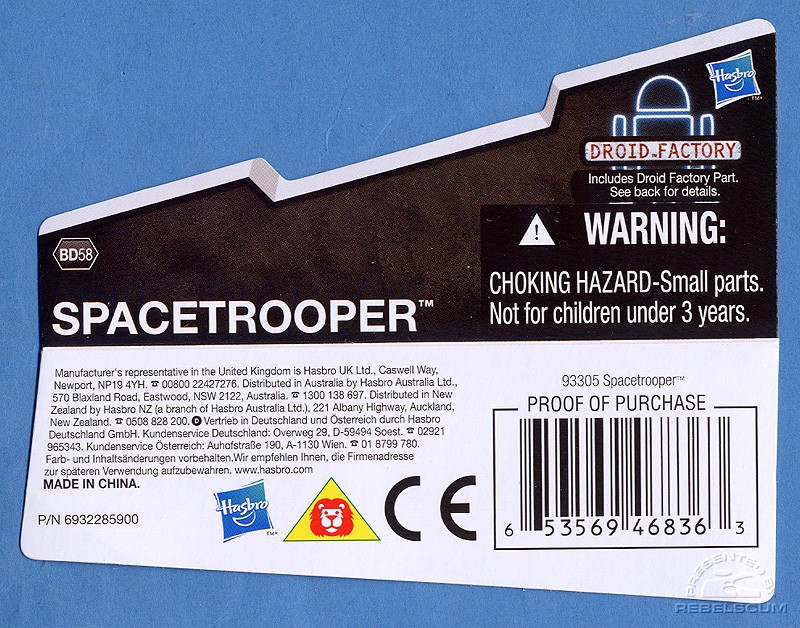 Hasbro
TM
DROID FACTORY
Includes Droid Factory Part.
See back for details.
BD58
SPACETROOPER™
WARNING:
CHOKING HAZARD-Small parts.
Not for children under 3 years.
Manufacturer's representative in the United Kingdom is Hasbro UK Ltd., Caswell Way,
Newport, NP19 4YH. ☎ 00800 22427276. Distributed in Australia by Hasbro Australia Ltd.,
570 Blaxland Road, Eastwood, NSW 2122, Australia. ☎ 1300 138 697. Distributed in New
Zealand by Hasbro NZ (a branch of Hasbro Australia Ltd.), 221 Albany Highway, Auckland,
New Zealand. ☎ 0508 828 200. D Vertrieb in Deutschland und Österreich durch Hasbro
Deutschland GmbH. Kundenservice Deutschland: Overweg 29, D-59494 Soest. ☎ 02921
965343. Kundenservice Österreich: Auhofstraße 190, A-1130 Wien. ☎ 01 8799 780.
Farb- und Inhaltsänderungen vorbehalten.Wir empfehlen Ihnen, die Firmenadresse
zur späteren Verwendung aufzubewahren. www.hasbro.com
MADE IN CHINA.
P/N 6932285900
Hasbro
TM
CE
93305 Spacetrooper™
PROOF OF PURCHASE
6 53569 46836 3
PRESENTED BY
REBELSCUM